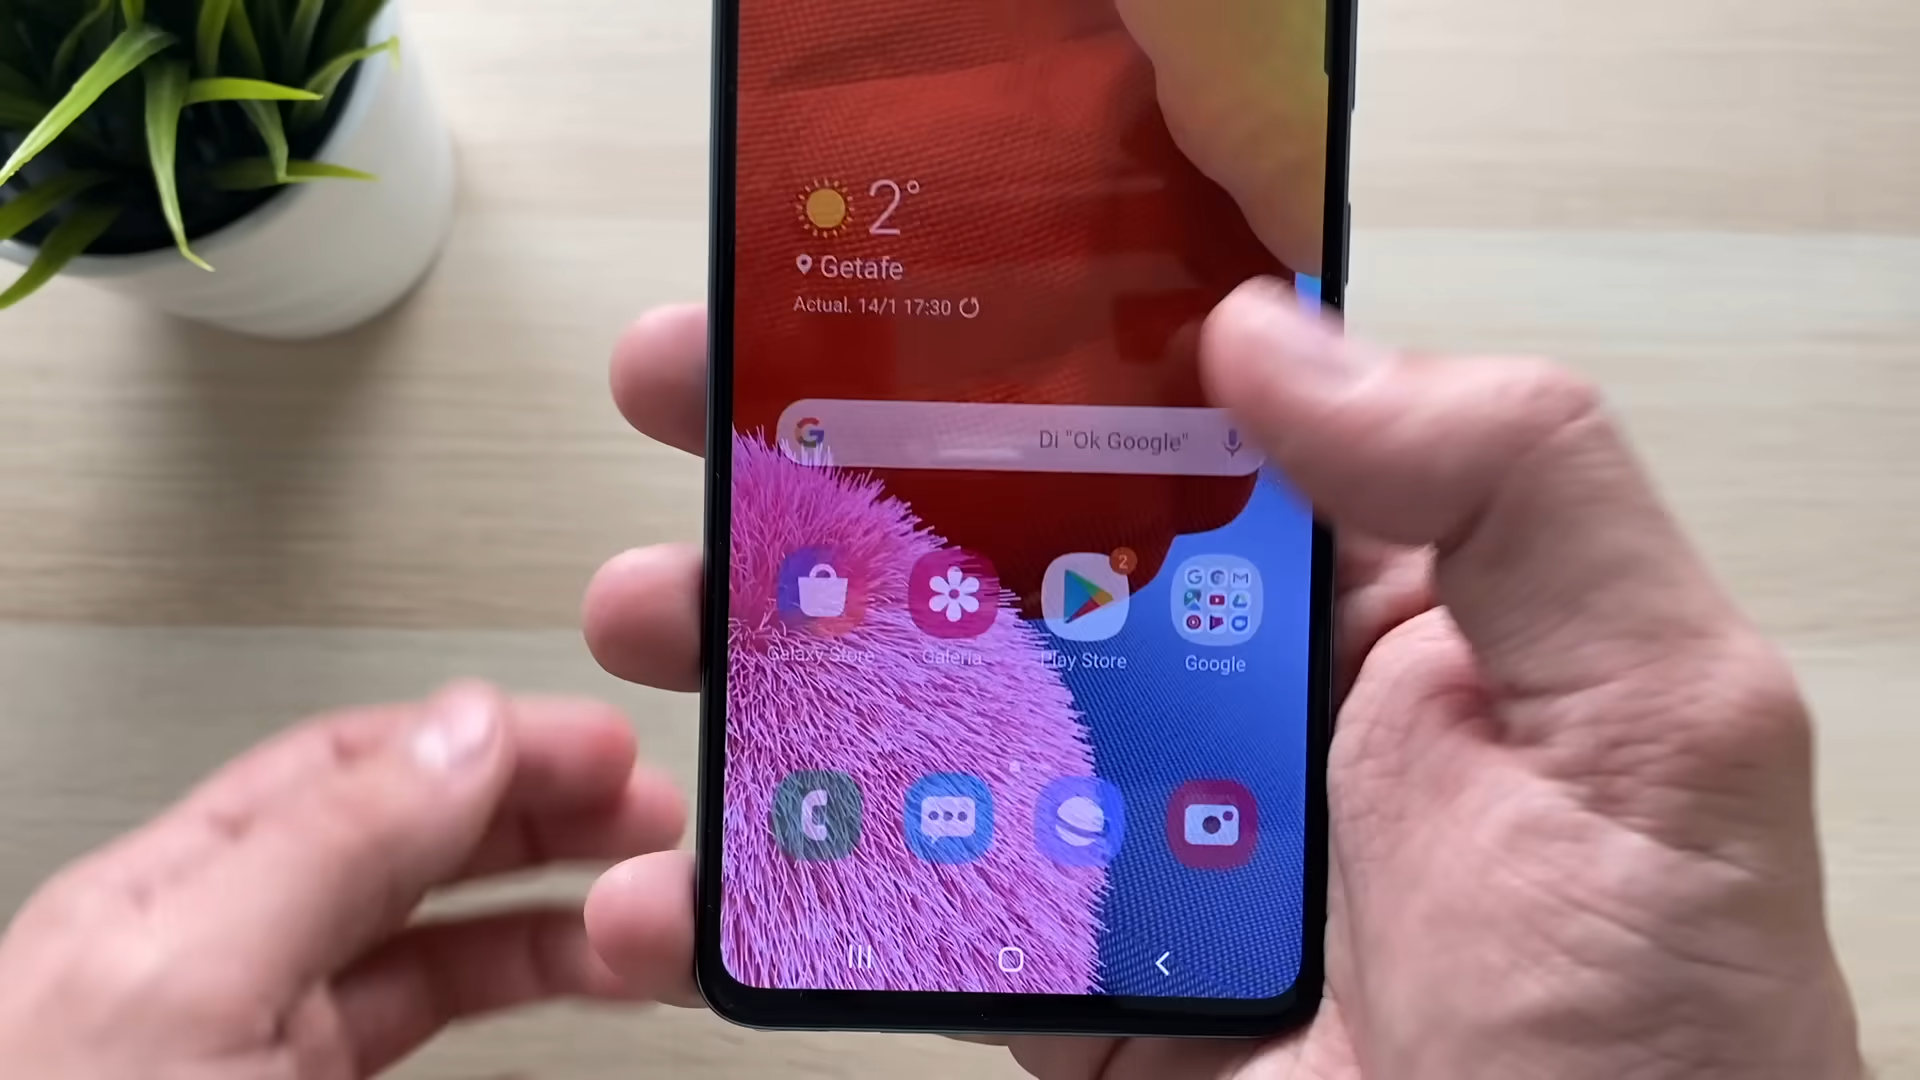 2°
Getafe
Actual. 14/1 17:30
Di "Ok Google"
2
Galaxy Store
Galería
Play Store
Google